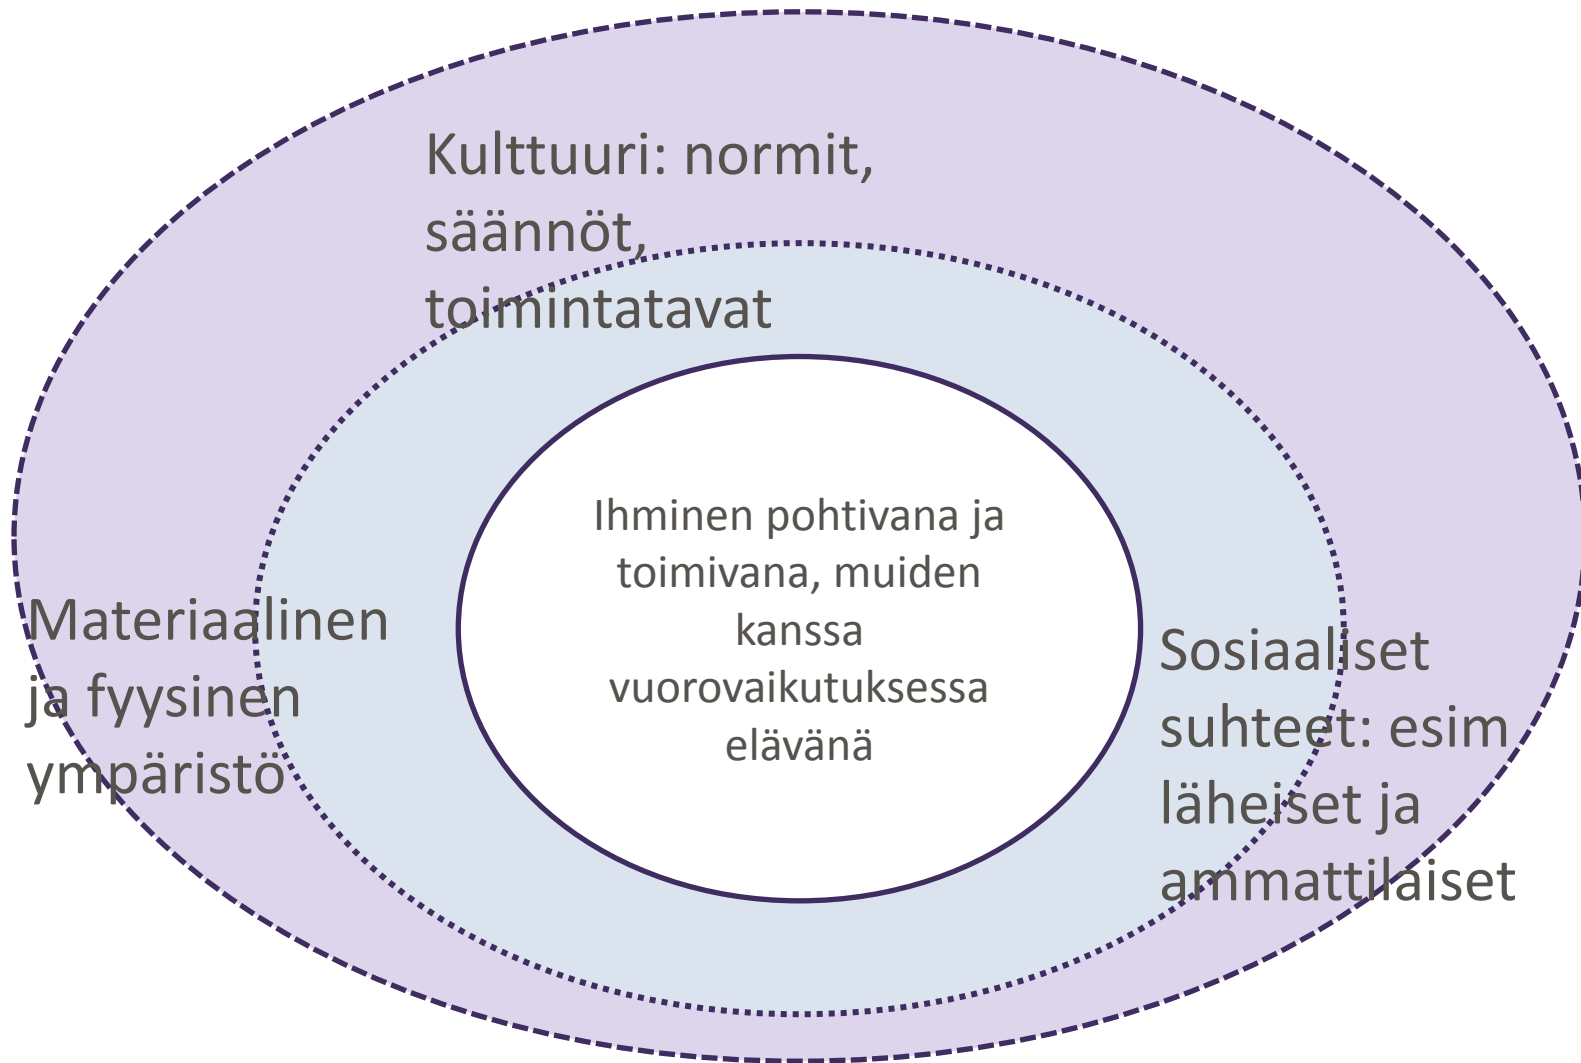 Kulttuuri: normit,
säännöt,
toimintatavat
Ihminen pohtivana ja
toimivana, muiden
kanssa
vuorovaikutuksessa
elävänä
Materiaalinen
ja fyysinen
ympäristö
Sosiaaliset
suhteet: esim
läheiset ja
ammattilaiset